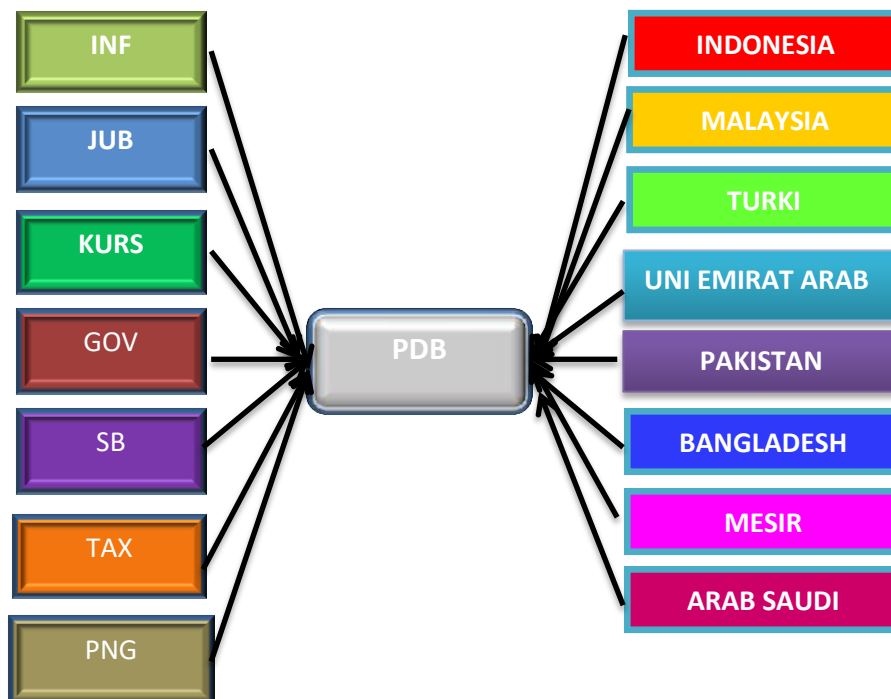 INF
JUB
KURS
GOV
SB
TAX
PNG
PDB
INDONESIA
MALAYSIA
TURKI
UNI EMIRAT ARAB
PAKISTAN
BANGLADESH
MESIR
ARAB SAUDI